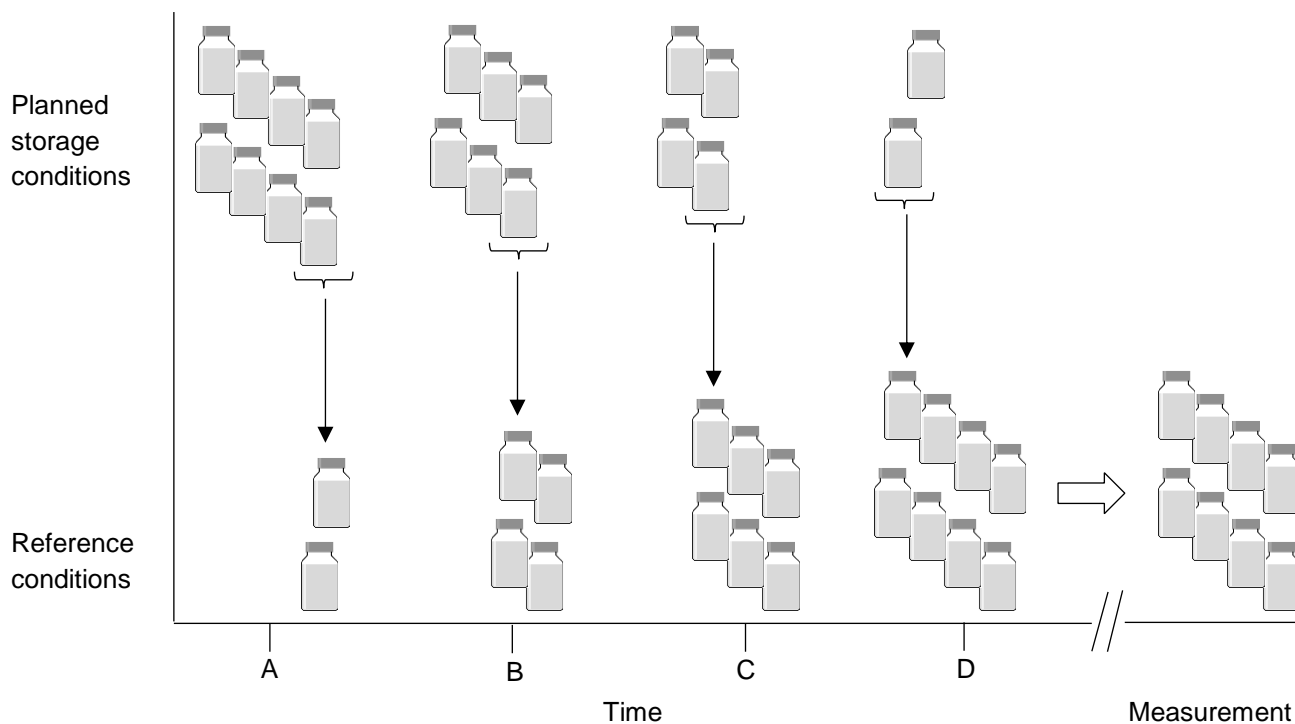 Planned
storage
conditions
Reference
conditions
A
B
C
D
Time
Measurement